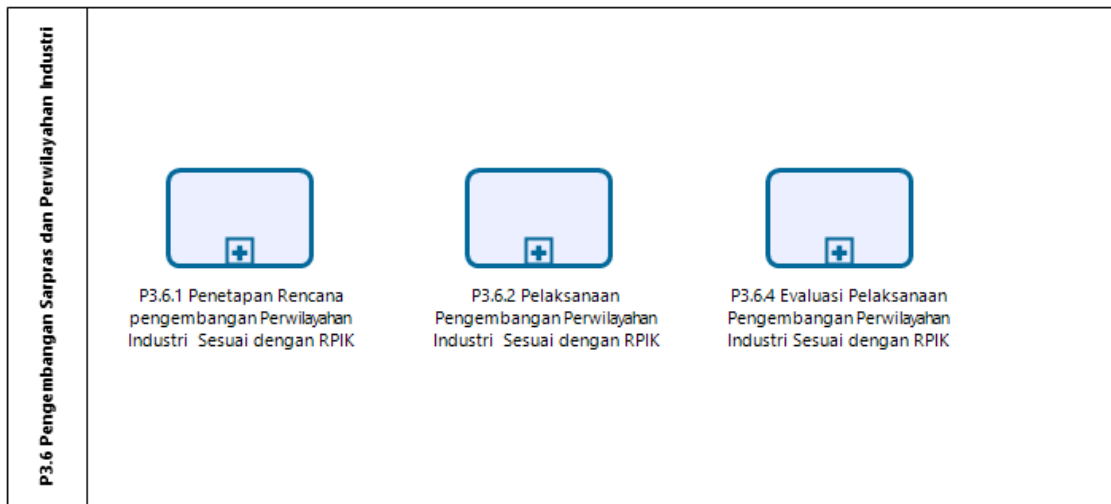 P3.6 Pengembangan Sarpras dan Perwilayahan Industri
P3.6.1 Penetapan Rencana
pengembangan Perwilayahan
Industri  Sesuai dengan RPIK
P3.6.2 Pelaksanaan
Pengembangan Perwilayahan
Industri  Sesuai dengan RPIK
P3.6.4 Evaluasi Pelaksanaan
Pengembangan Perwilayahan
Industri Sesuai dengan RPIK